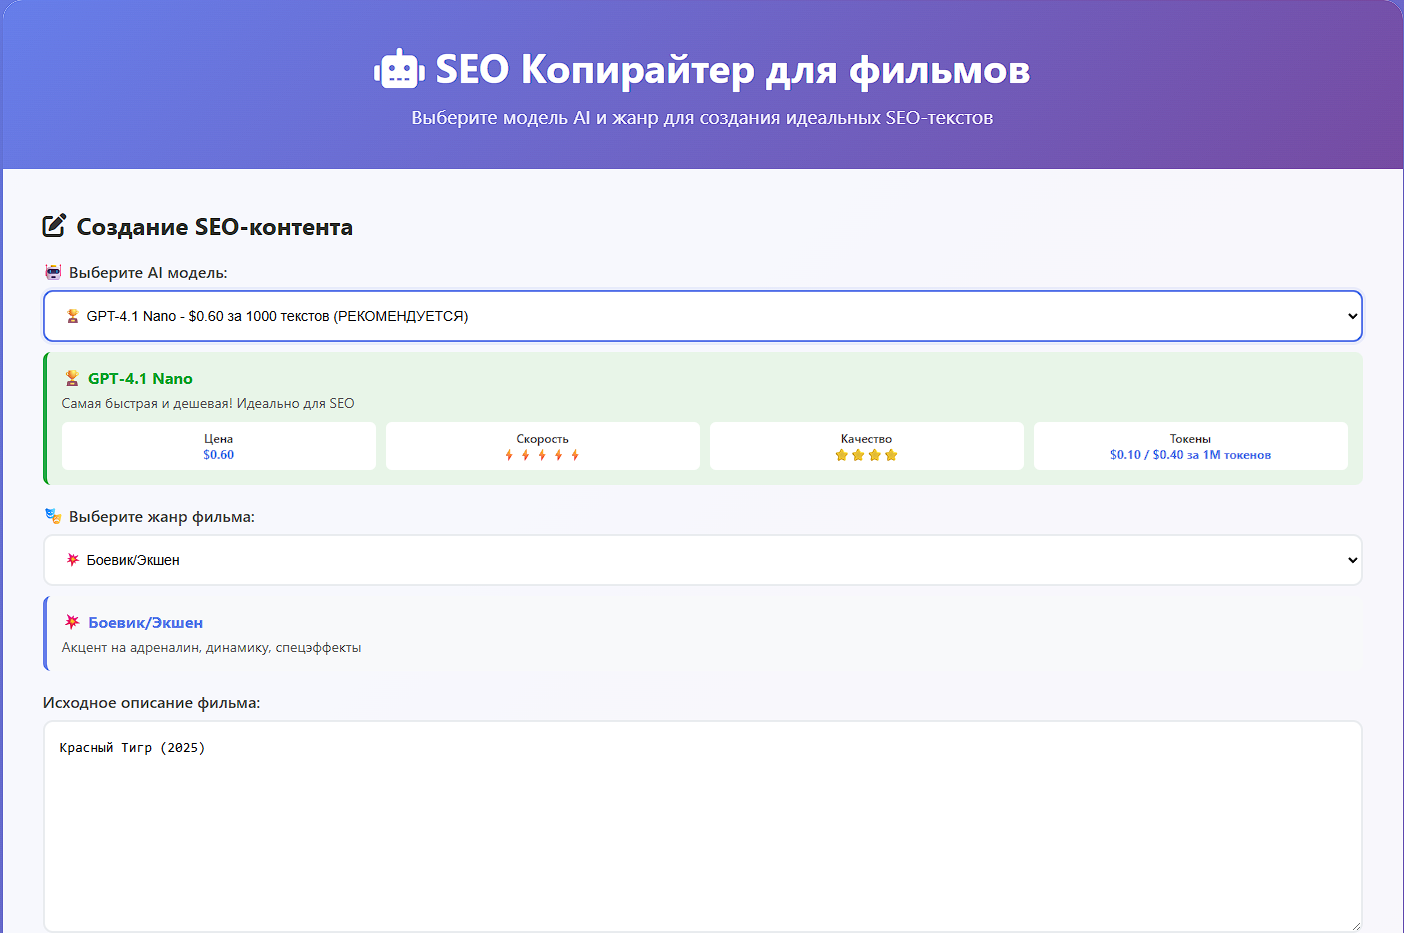 SEO Копирайтер для фильмов
Выберите модель AI и жанр для создания идеальных SEO-текстов
Создание SEO-контента
Выберите AI модель:
GPT-4.1 Nano - $0.60 за 1000 текстов (РЕКОМЕНДУЕТСЯ)
GPT-4.1 Nano
Самая быстрая и дешевая! Идеально для SEO
Цена
$0.60
Скорость
Качество
Токены
$0.10 / $0.40 за 1M токенов
Выберите жанр фильма:
Боевик/Экшен
Боевик/Экшен
Акцент на адреналин, динамику, спецэффекты
Исходное описание фильма:
Красный Тигр (2025)